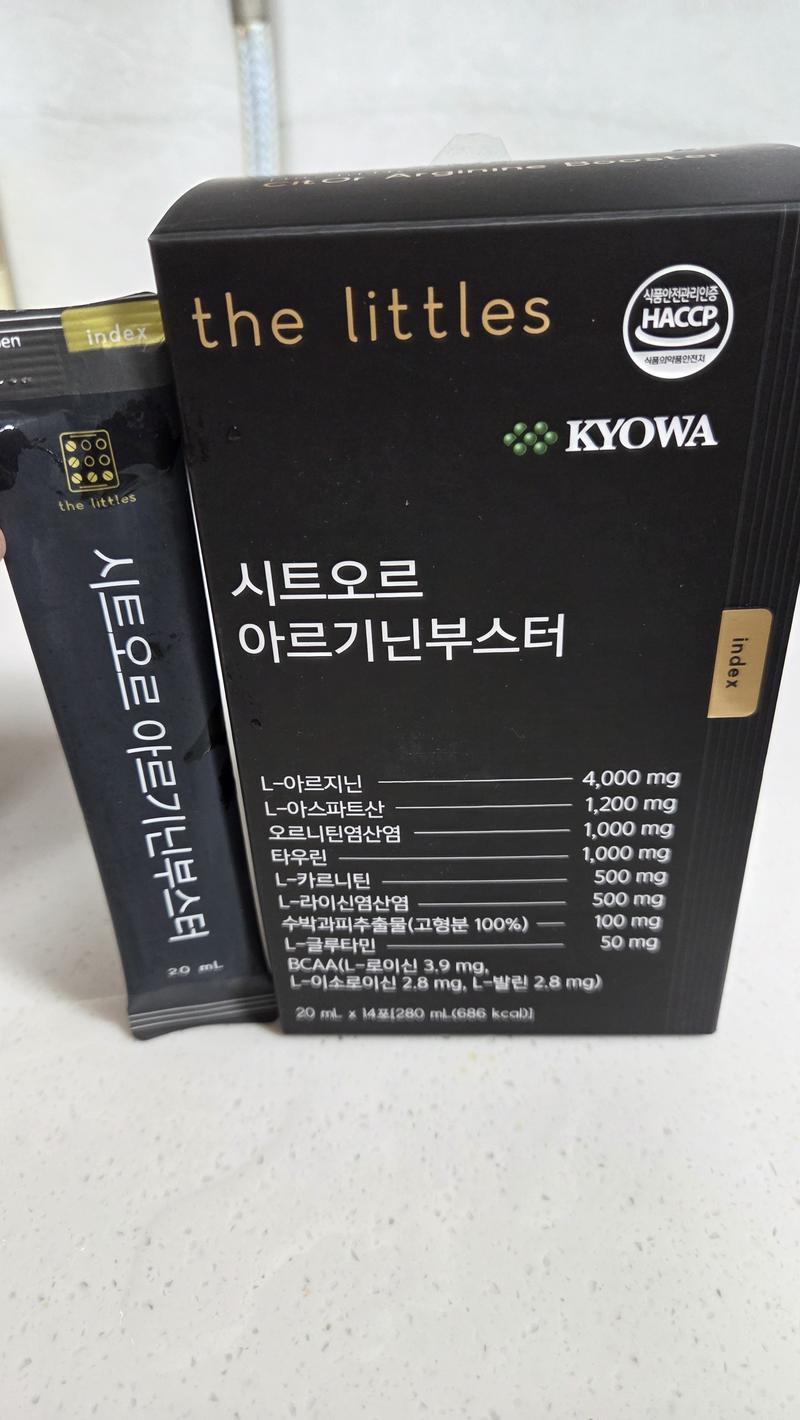 CitOr Arginine Booster
the littles
식품안전관리인증
HACCP
식품의약품안전처
KYOWA
시트오르
아르기닌부스터
index
L-아르지닌 4,000 mg
L-아스파트산 1,200 mg
오르니틴염산염 1,000 mg
타우린 1,000 mg
L-카르니틴 500 mg
L-라이신염산염 500 mg
수박과피추출물(고형분 100%) 100 mg
L-글루타민 50 mg
BCAA(L-로이신 3.9 mg,
L-이소로이신 2.8 mg, L-발린 2.8 mg)
20 mL x 14포[280 mL(686 kcal)]
index
the littles
시트오르 아르기닌부스터
20 mL